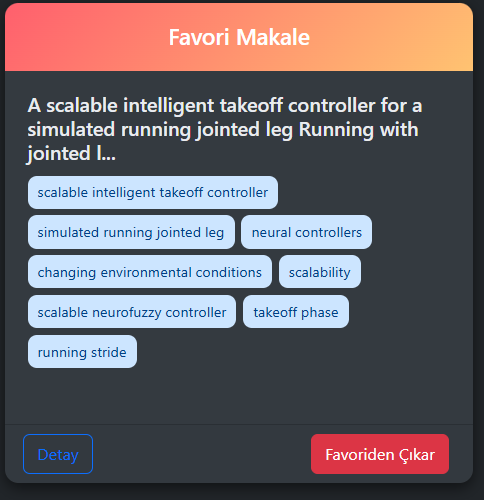 Favori Makale
A scalable intelligent takeoff controller for a
simulated running jointed leg Running with
jointed l...
scalable intelligent takeoff controller
simulated running jointed leg neural controllers
changing environmental conditions scalability
scalable neurofuzzy controller takeoff phase
running stride
Detay Favoriden Çıkar